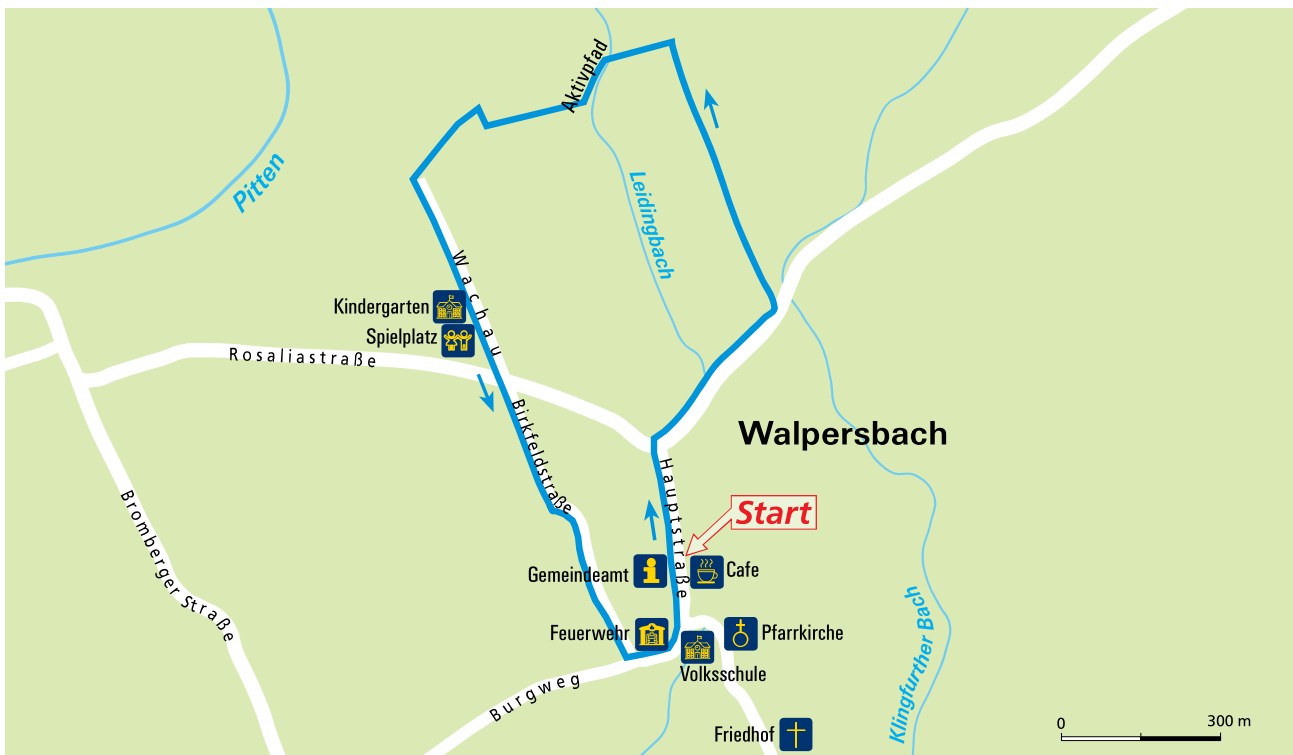 Aktivpfad
Pitten
Leidingbach
Wachau
Kindergarten
Spielplatz
Rosaliastraße
Birkfeldstraße
Walpersbach
Hauptstraße
Bromberger Straße
Start
Gemeindeamt
Cafe
Feuerwehr
Pfarrkirche
Volksschule
Klingfurther Bach
Burgweg
Friedhof
0 300 m